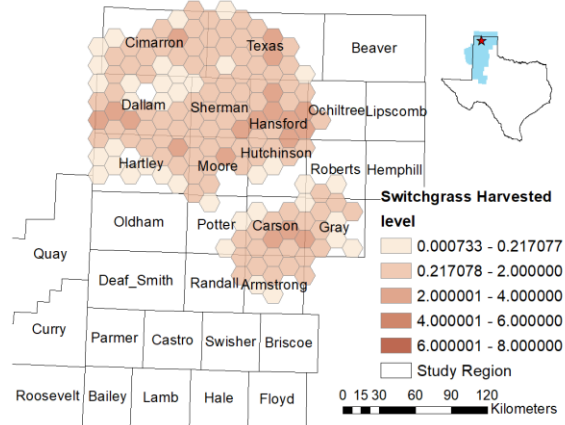 Cimarron Texas Beaver
Dallam Sherman Hansford Ochiltree Lipscomb
Hartley Moore Hutchinson Roberts Hemphill
Oldham Potter Carson Gray
Quay Deaf_Smith Randall Armstrong
Curry Parmer Castro Swisher Briscoe
Roosevelt Bailey Lamb Hale Floyd
Switchgrass Harvested
level
0.000733 - 0.217077
0.217078 - 2.000000
2.000001 - 4.000000
4.000001 - 6.000000
6.000001 - 8.000000
Study Region
0 15 30 60 90 120
Kilometers